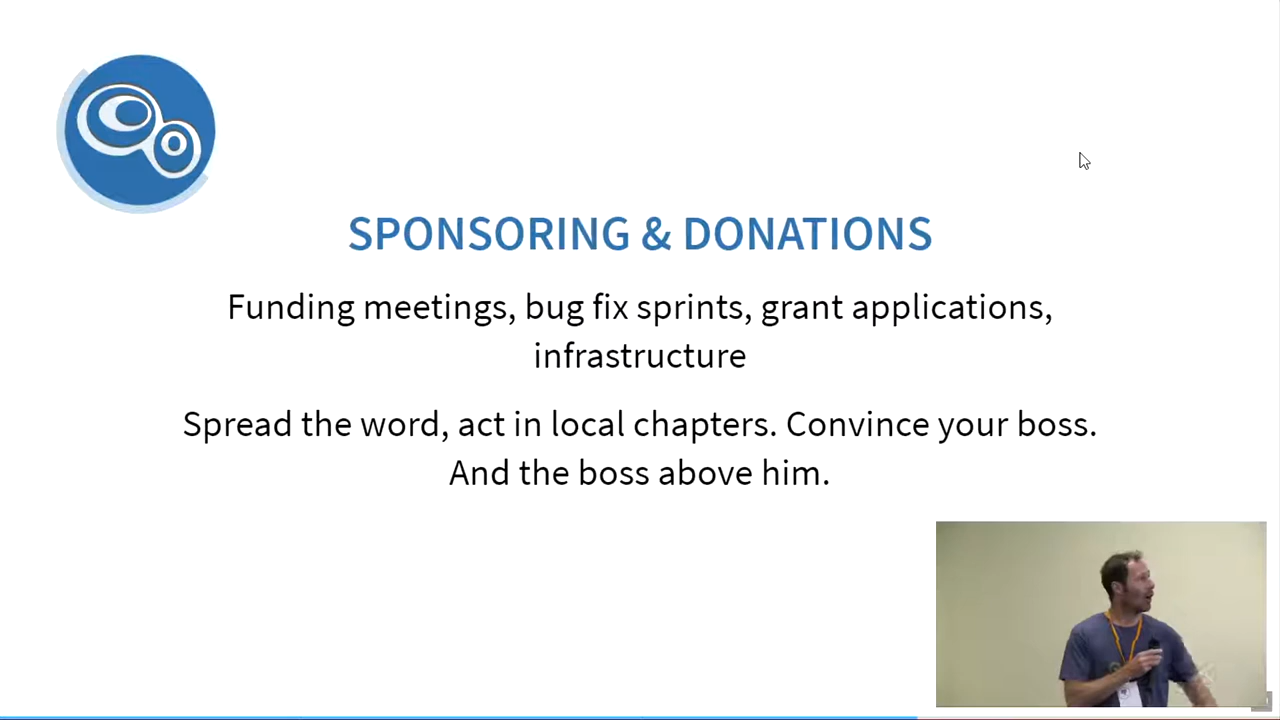 SPONSORING & DONATIONS
Funding meetings, bug fix sprints, grant applications,
infrastructure
Spread the word, act in local chapters. Convince your boss.
And the boss above him.